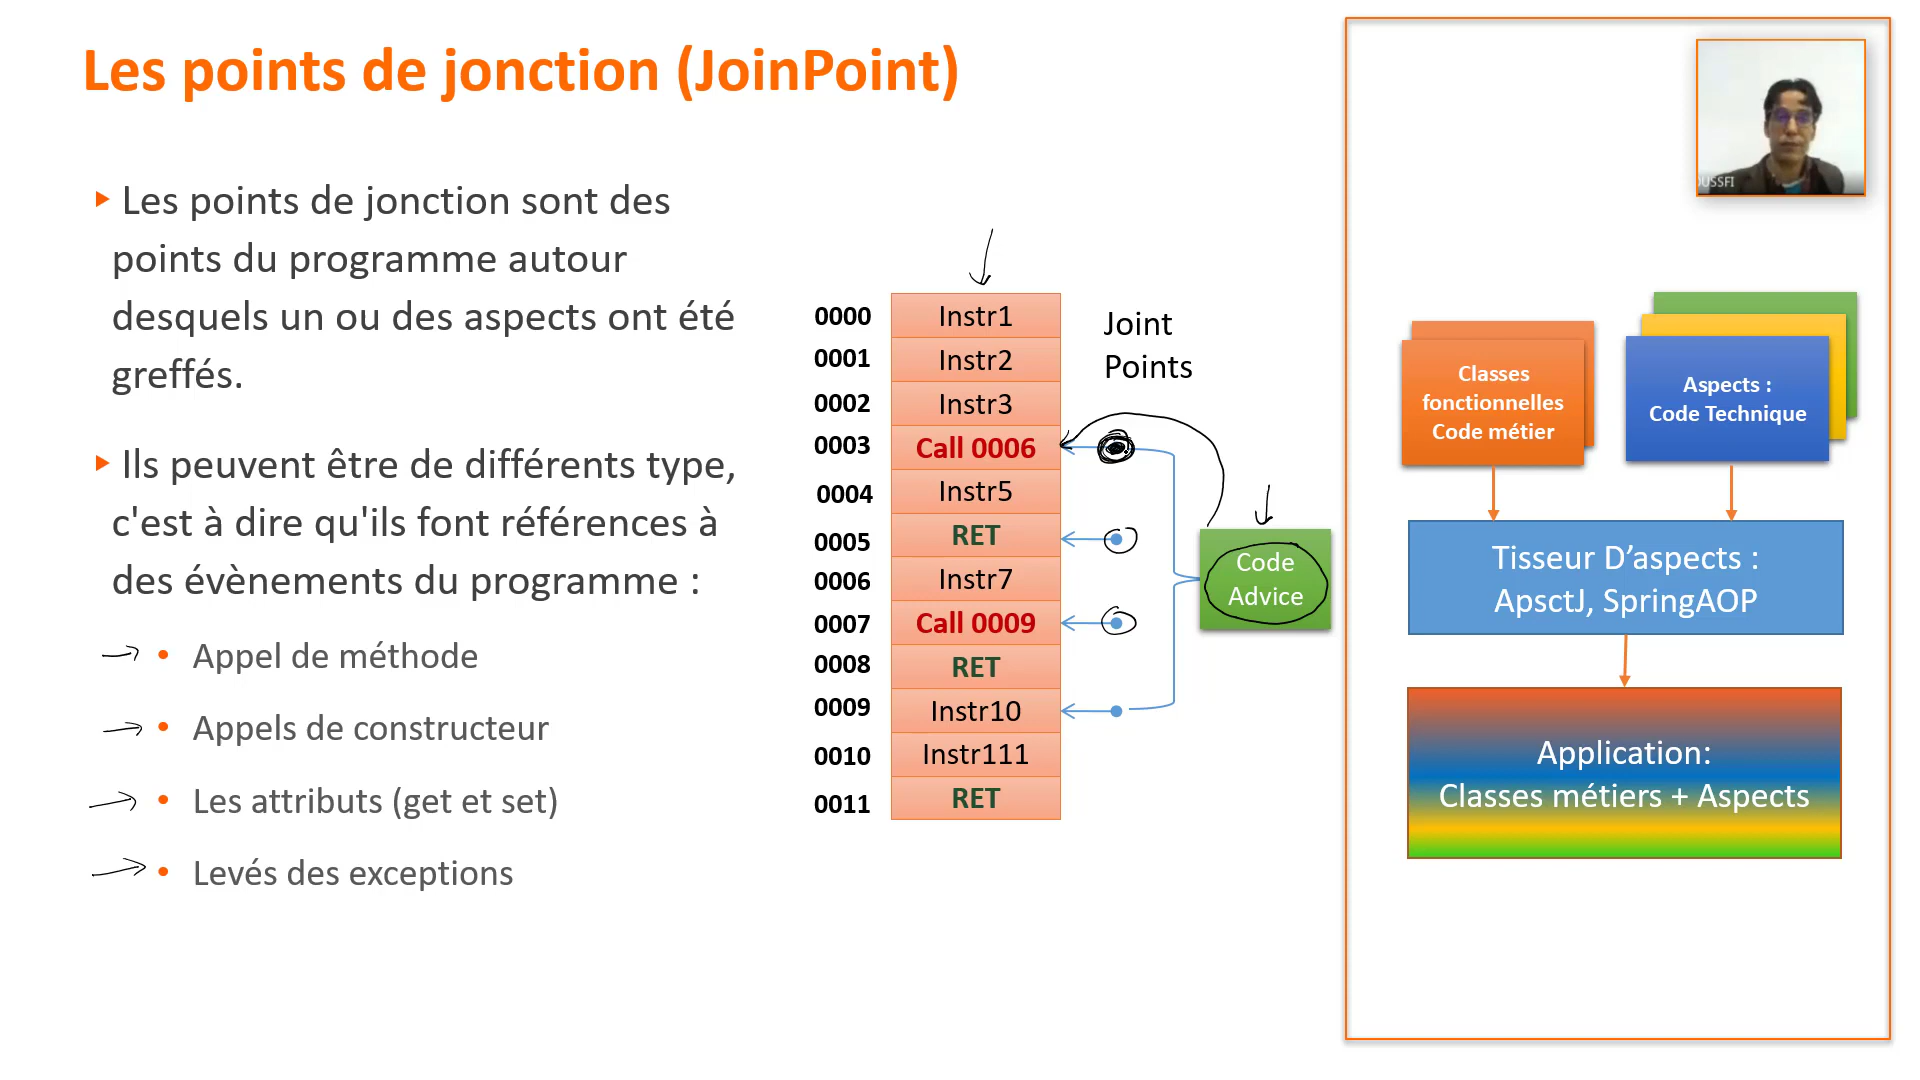 Les points de jonction (JoinPoint)
Les points de jonction sont des
points du programme autour
desquels un ou des aspects ont été
greffés.
Ils peuvent être de différents type,
c'est à dire qu'ils font références à
des évènements du programme :
• Appel de méthode
• Appels de constructeur
• Les attributs (get et set)
• Levés des exceptions
0000 Instr1
0001 Instr2
0002 Instr3
0003 Call 0006
0004 Instr5
0005 RET
0006 Instr7
0007 Call 0009
0008 RET
0009 Instr10
0010 Instr111
0011 RET
Joint
Points
Code
Advice
OUSSFI
Classes
fonctionnelles
Code métier
Aspects :
Code Technique
Tisseur D’aspects :
ApsctJ, SpringAOP
Application:
Classes métiers + Aspects